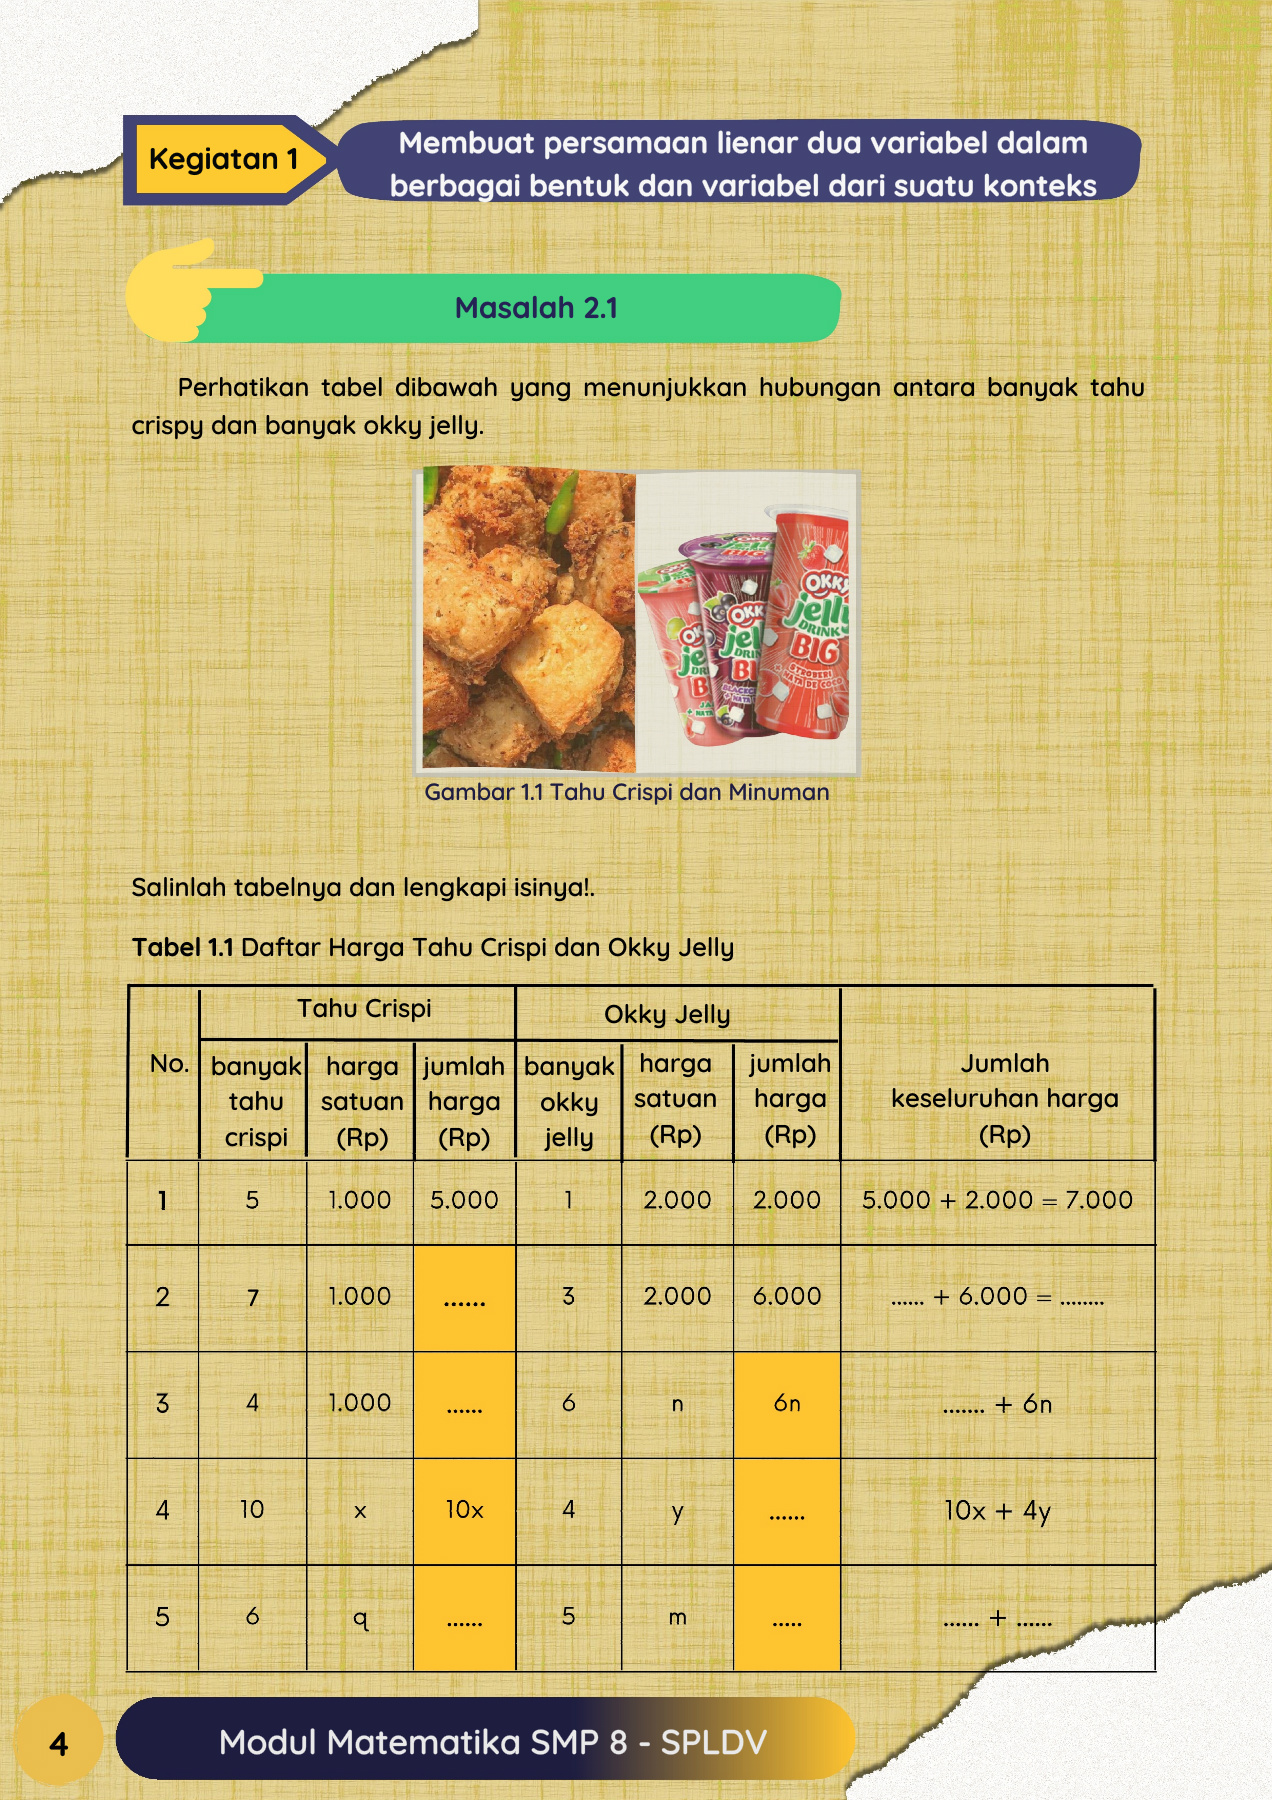 Kegiatan 1
Membuat persamaan lienar dua variabel dalam
berbagai bentuk dan variabel dari suatu konteks
Masalah 2.1
Perhatikan tabel dibawah yang menunjukkan hubungan antara banyak tahu
crispy dan banyak okky jelly.
OKKY jelly DRINK BIG
STROBERI
+ NATA DE COCO
Gambar 1.1 Tahu Crispi dan Minuman
Salinlah tabelnya dan lengkapi isinya!.
Tabel 1.1 Daftar Harga Tahu Crispi dan Okky Jelly
No. Tahu Crispi Okky Jelly Jumlah keseluruhan harga (Rp)
banyak tahu crispi harga satuan (Rp) jumlah harga (Rp) banyak okky jelly harga satuan (Rp) jumlah harga (Rp)
1 5 1.000 5.000 1 2.000 2.000 5.000 + 2.000 = 7.000
2 7 1.000 ...... 3 2.000 6.000 ...... + 6.000 = ........
3 4 1.000 ...... 6 n 6n ....... + 6n
4 10 x 10x 4 y ...... 10x + 4y
5 6 q ...... 5 m ..... ...... + ......
4
Modul Matematika SMP 8 - SPLDV